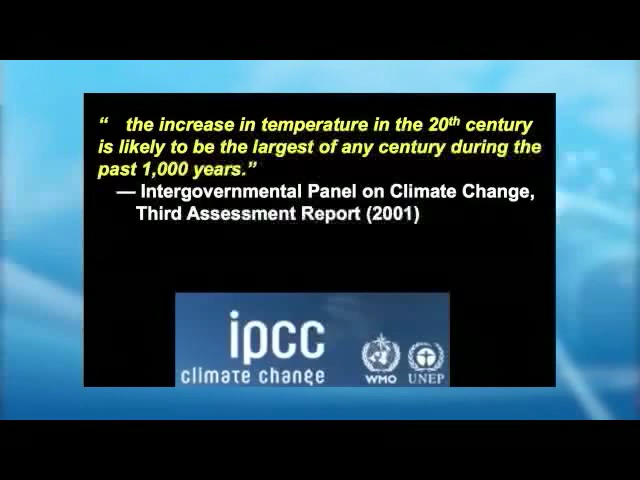 “ the increase in temperature in the 20th century
is likely to be the largest of any century during the
past 1,000 years.”
— Intergovernmental Panel on Climate Change,
Third Assessment Report (2001)
ipcc
climate change
WMO
UNEP